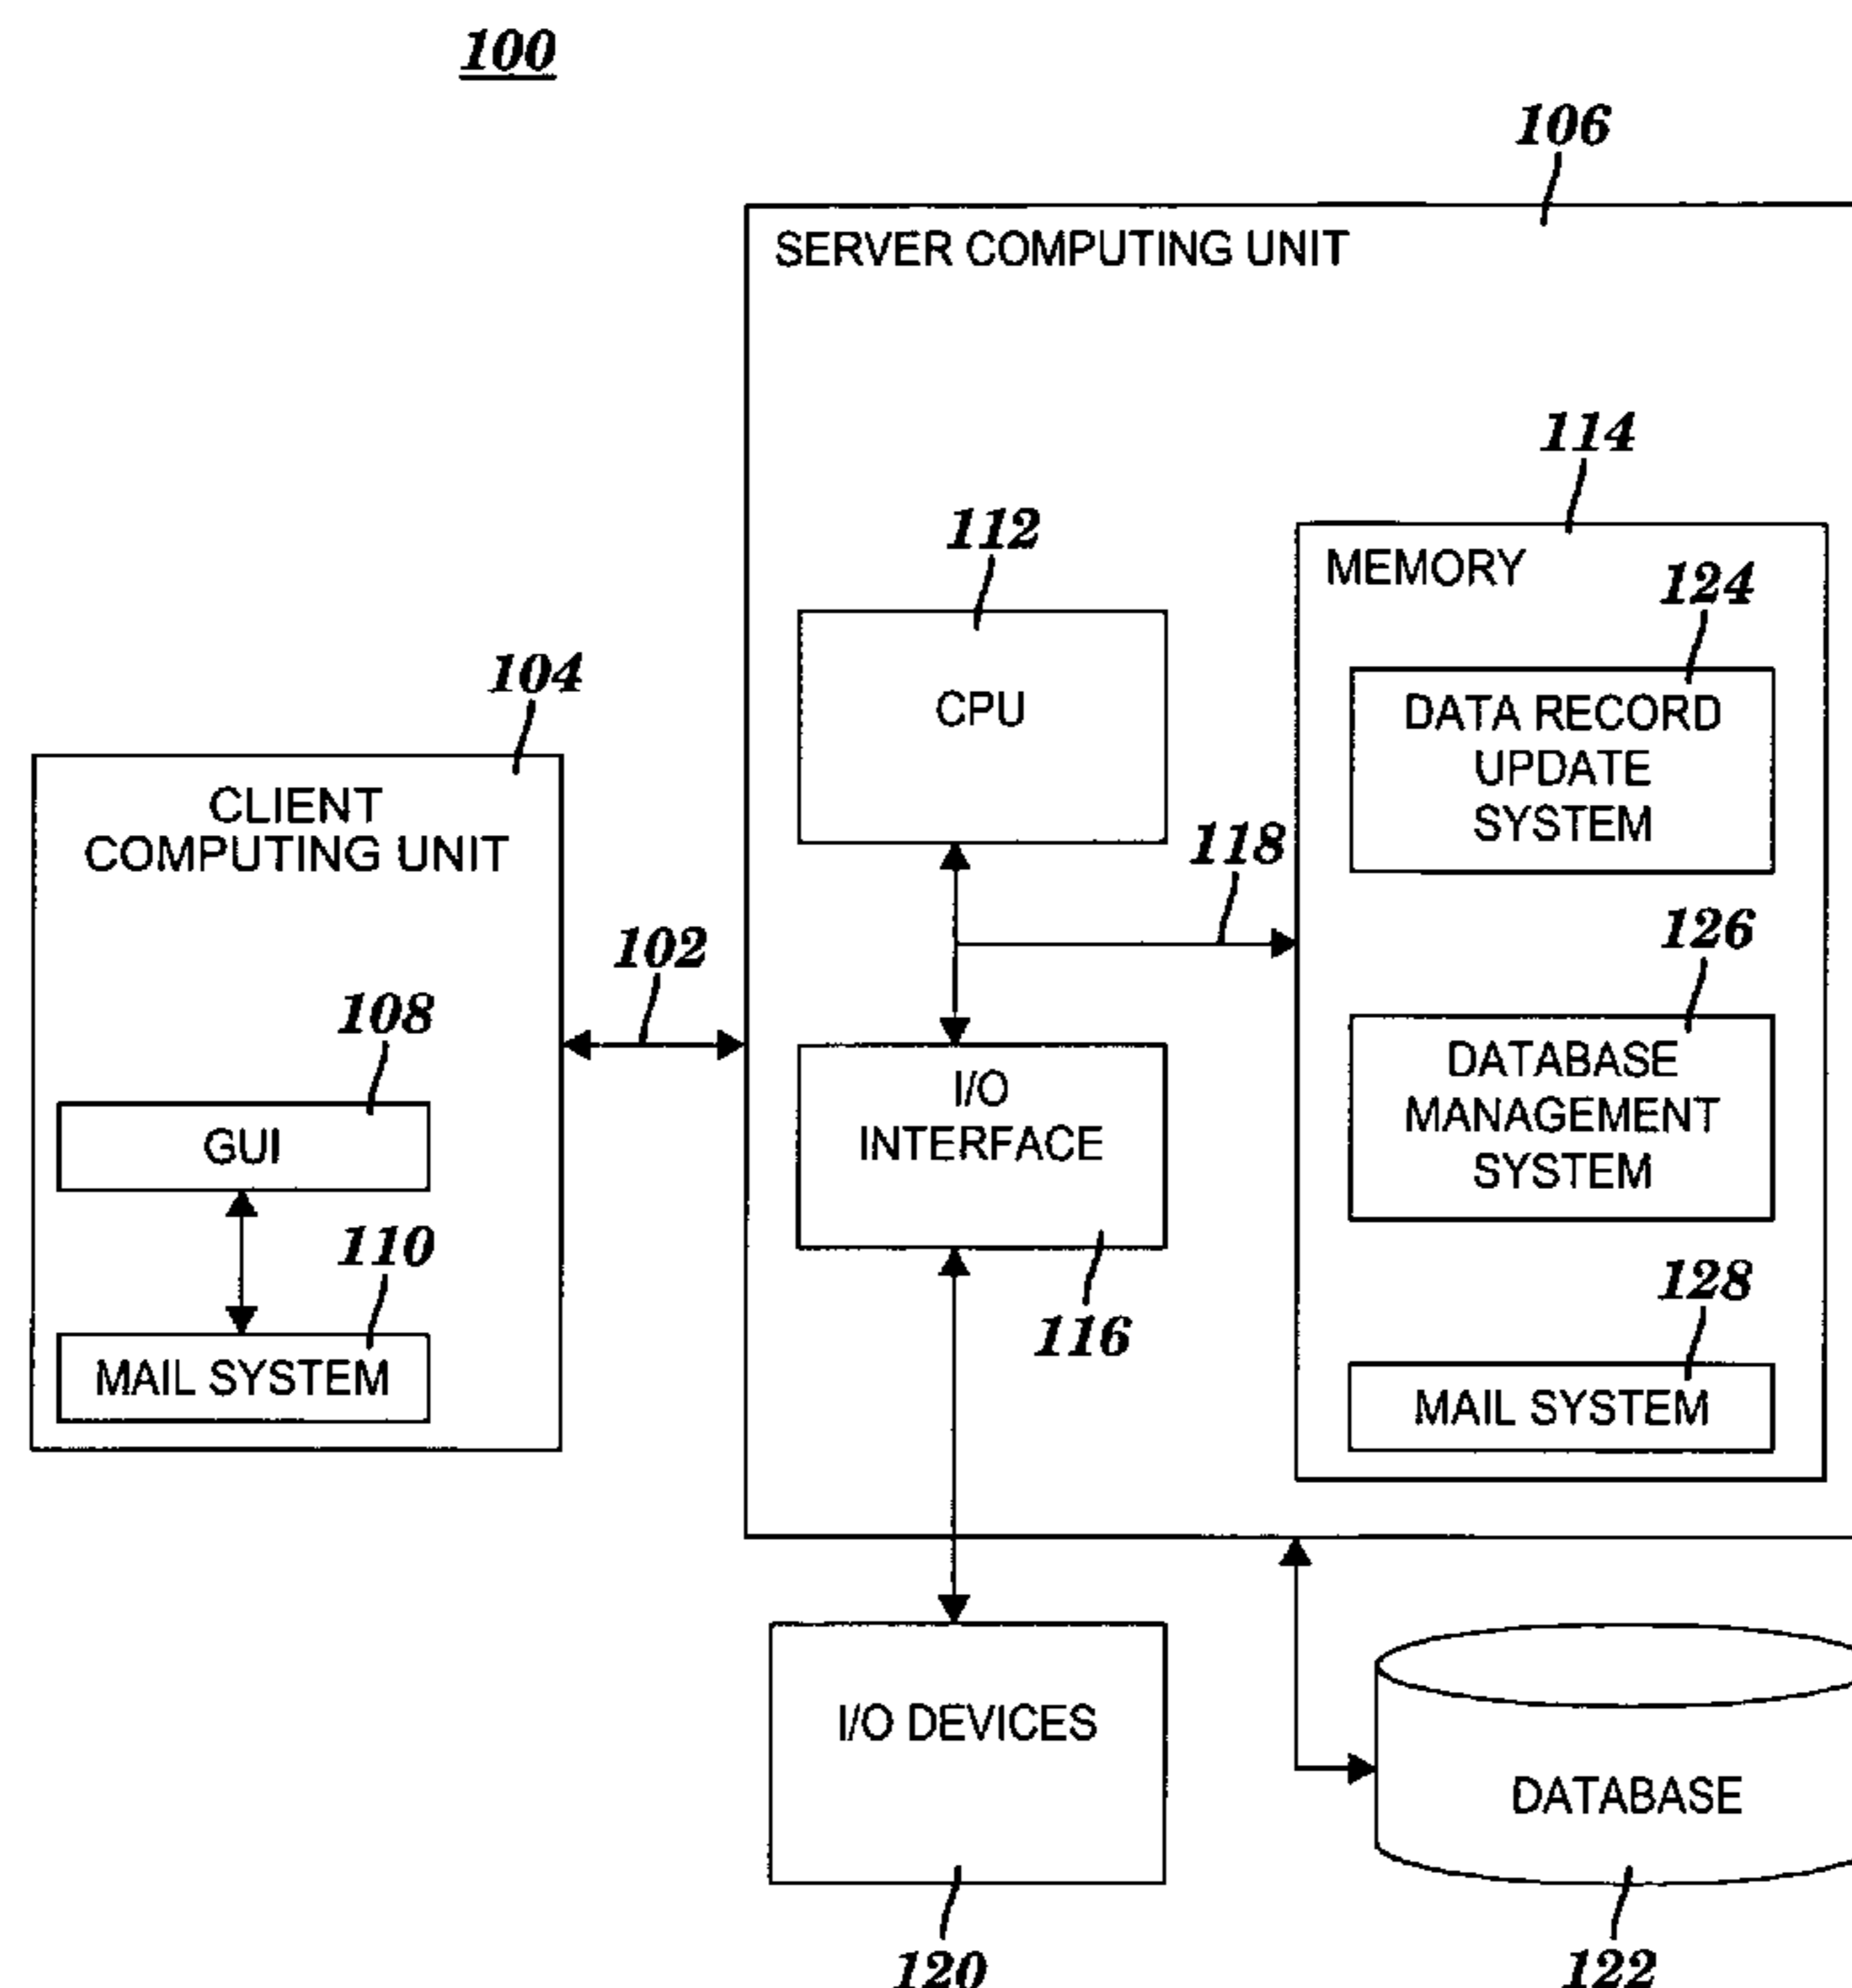 100
106
SERVER COMPUTING UNIT
114
112
MEMORY
124
CPU
DATA RECORD
UPDATE
SYSTEM
104
CLIENT
COMPUTING UNIT
118
102
126
108
I/O
INTERFACE
DATABASE
MANAGEMENT
SYSTEM
GUI
110
116
128
MAIL SYSTEM
MAIL SYSTEM
I/O DEVICES
DATABASE
120
122